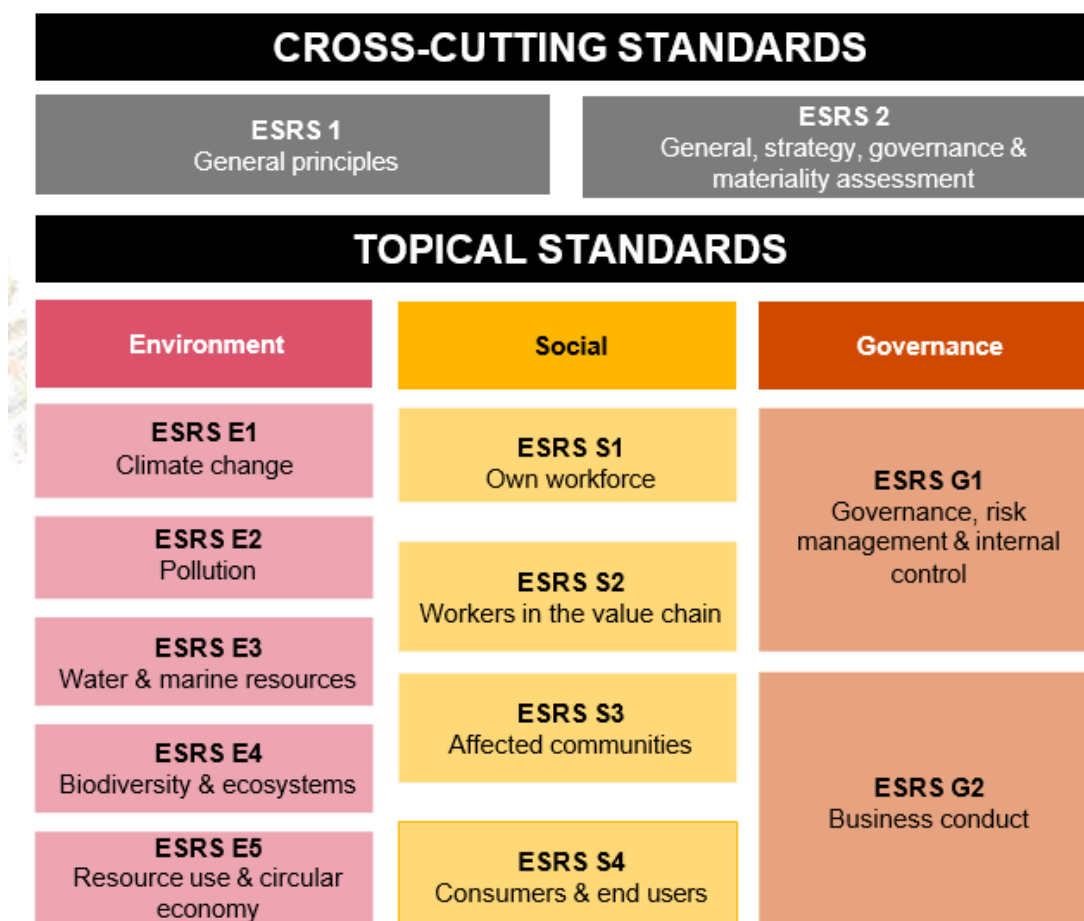 CROSS-CUTTING STANDARDS
ESRS 1
General principles
ESRS 2
General, strategy, governance &
materiality assessment
TOPICAL STANDARDS
Environment
Social
Governance
ESRS E1
Climate change
ESRS E2
Pollution
ESRS E3
Water & marine resources
ESRS E4
Biodiversity & ecosystems
ESRS E5
Resource use & circular
economy
ESRS S1
Own workforce
ESRS S2
Workers in the value chain
ESRS S3
Affected communities
ESRS S4
Consumers & end users
ESRS G1
Governance, risk
management & internal
control
ESRS G2
Business conduct